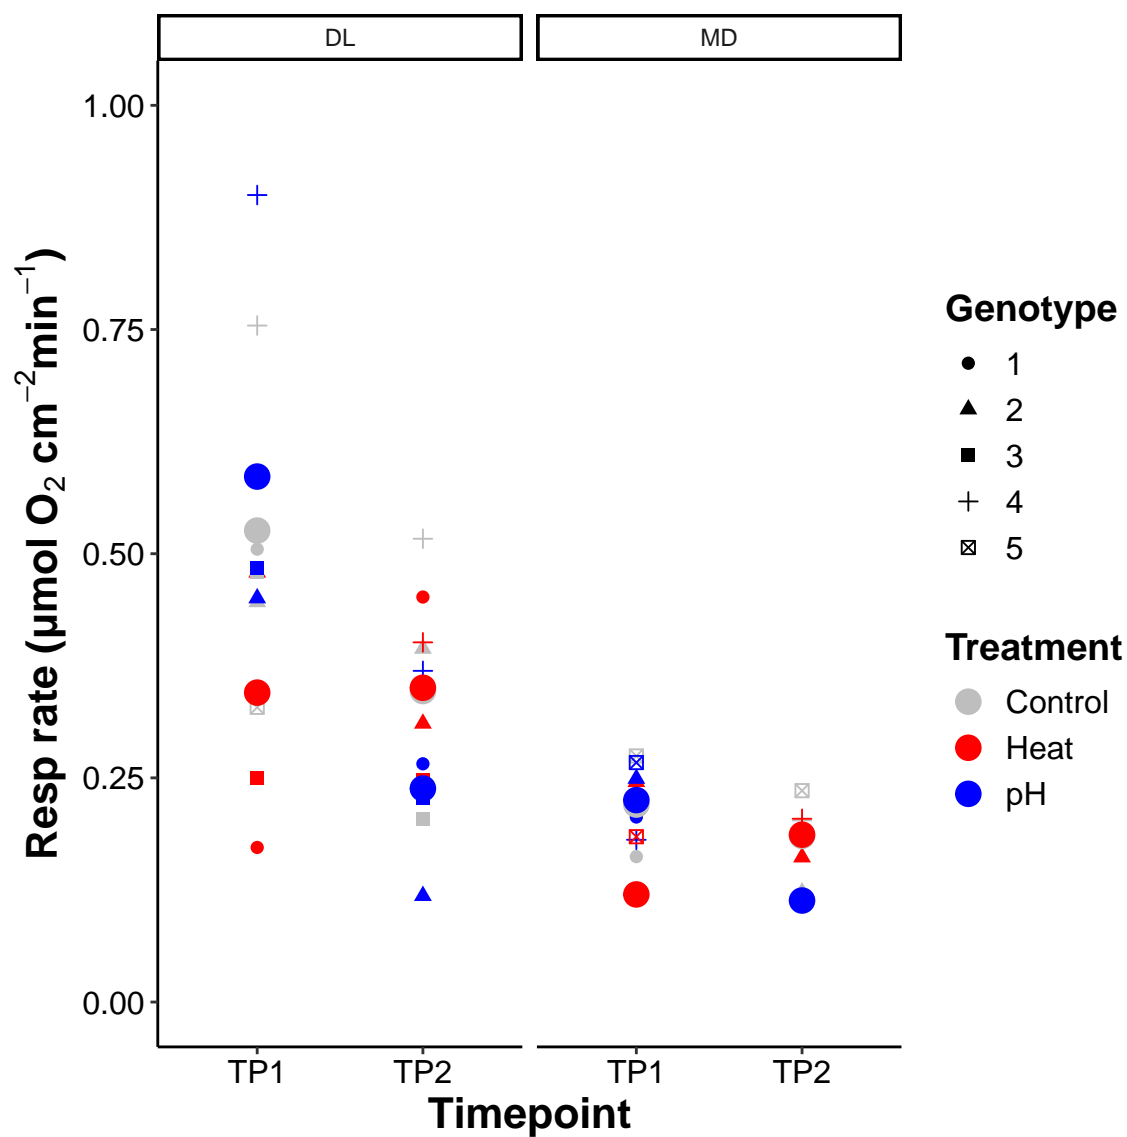 DL
MD
1.00
0.75
0.50
0.25
0.00
Resp rate (μmol O₂ cm⁻²min⁻¹)
TP1
TP2
TP1
TP2
Timepoint
Genotype
1
2
3
4
5
Treatment
Control
Heat
pH